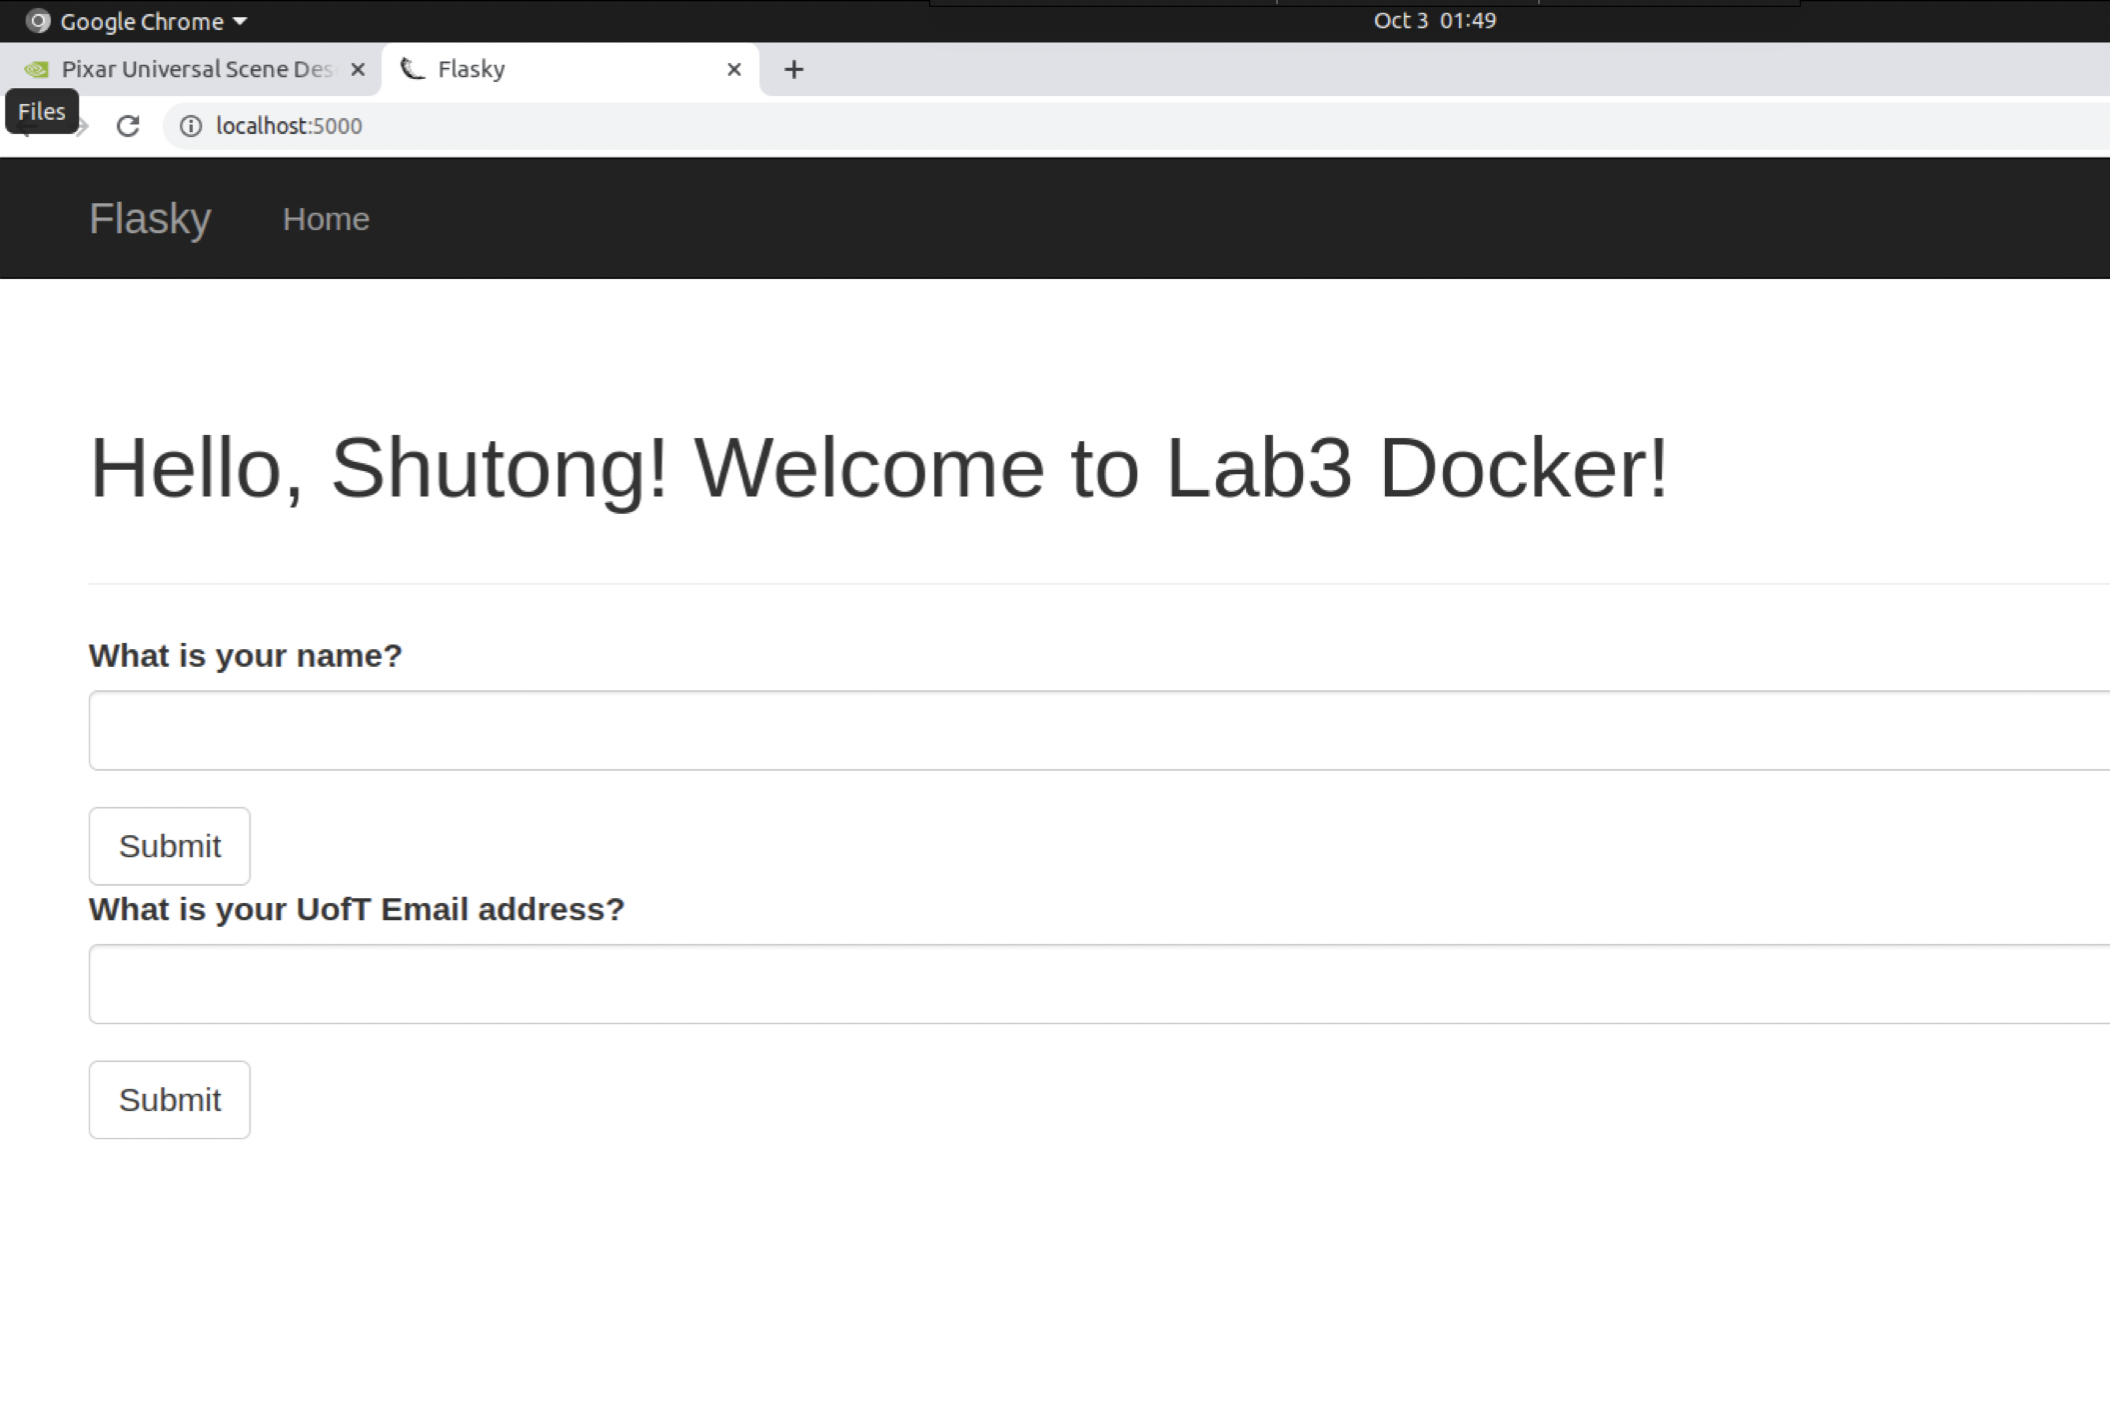 Google Chrome
Oct 3 01:49
Pixar Universal Scene Des
Flasky
Files
localhost:5000
Flasky
Home
Hello, Shutong! Welcome to Lab3 Docker!
What is your name?
Submit
What is your UofT Email address?
Submit